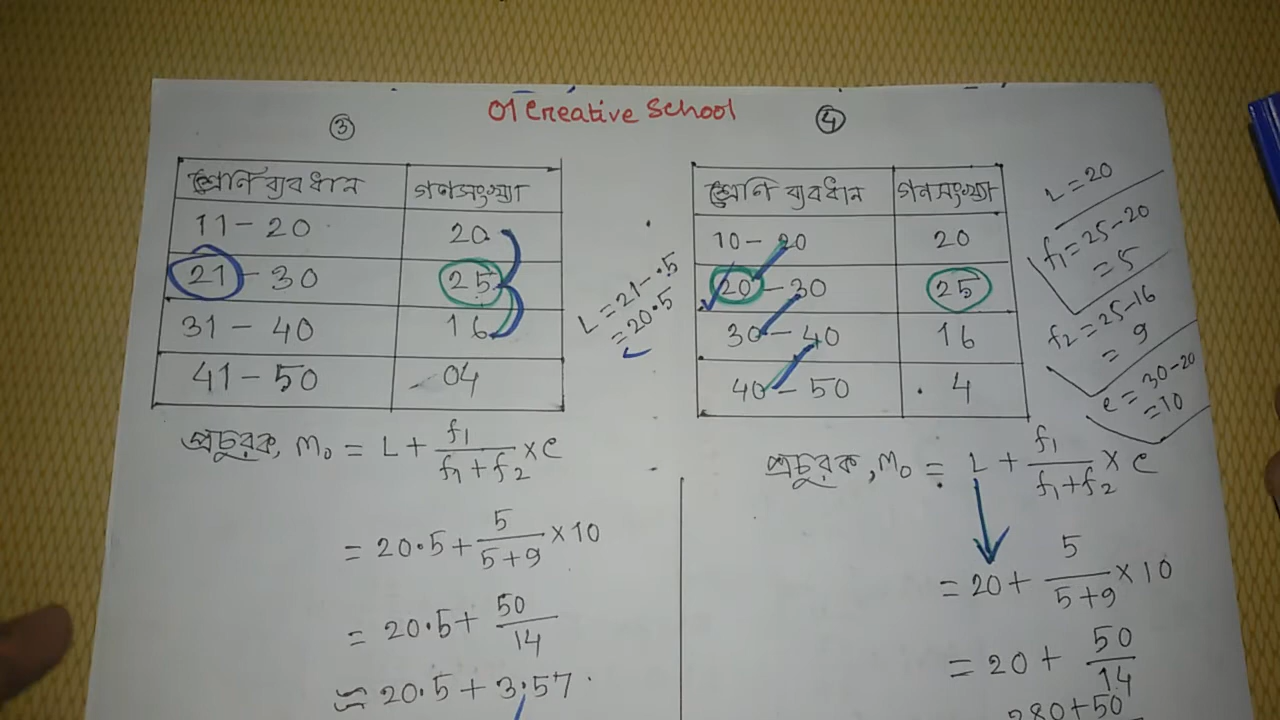 01 Creative School
③
শ্রেণি ব্যবধান গনসংখ্যা
11 - 20 20
21 - 30 25
31 - 40 16
41 - 50 04
L = 21 - .5
= 20.5
প্রচুরক, M₀ = L + f₁/(f₁ + f₂) × c
= 20.5 + 5/(5+9) × 10
= 20.5 + 50/14
≈ 20.5 + 3.57
④
শ্রেণি ব্যবধান গনসংখ্যা
10 - 20 20
20 - 30 25
30 - 40 16
40 - 50 4
L = 20
f₁ = 25 - 20
= 5
f₂ = 25 - 16
= 9
c = 30 - 20
= 10
প্রচুরক, M₀ = L + f₁/(f₁ + f₂) × c
= 20 + 5/(5+9) × 10
= 20 + 50/14
280 + 50